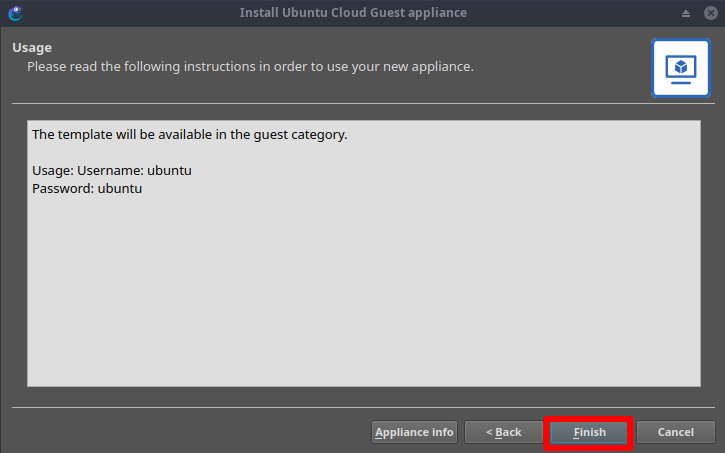 Install Ubuntu Cloud Guest appliance
Usage
Please read the following instructions in order to use your new appliance.
The template will be available in the guest category.
Usage: Username: ubuntu
Password: ubuntu
Appliance info
< Back
Finish
Cancel